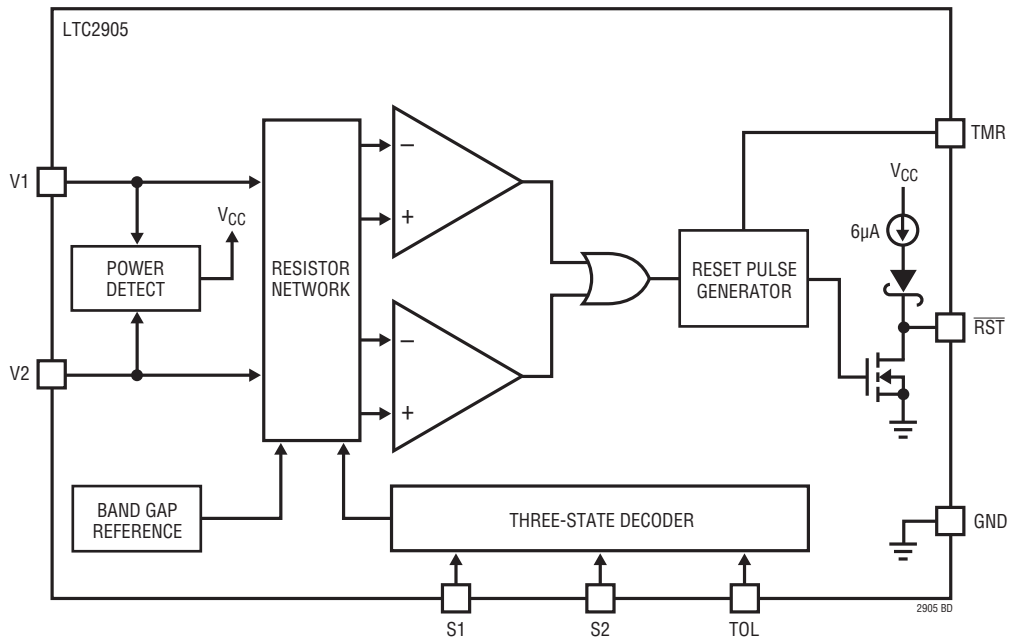 LTC2905
TMR
V1
VCC
VCC
6µA
POWER
DETECT
RESISTOR
NETWORK
–
+
RESET PULSE
GENERATOR
RST
V2
–
+
BAND GAP
REFERENCE
THREE-STATE DECODER
GND
S1
S2
TOL
2905 BD